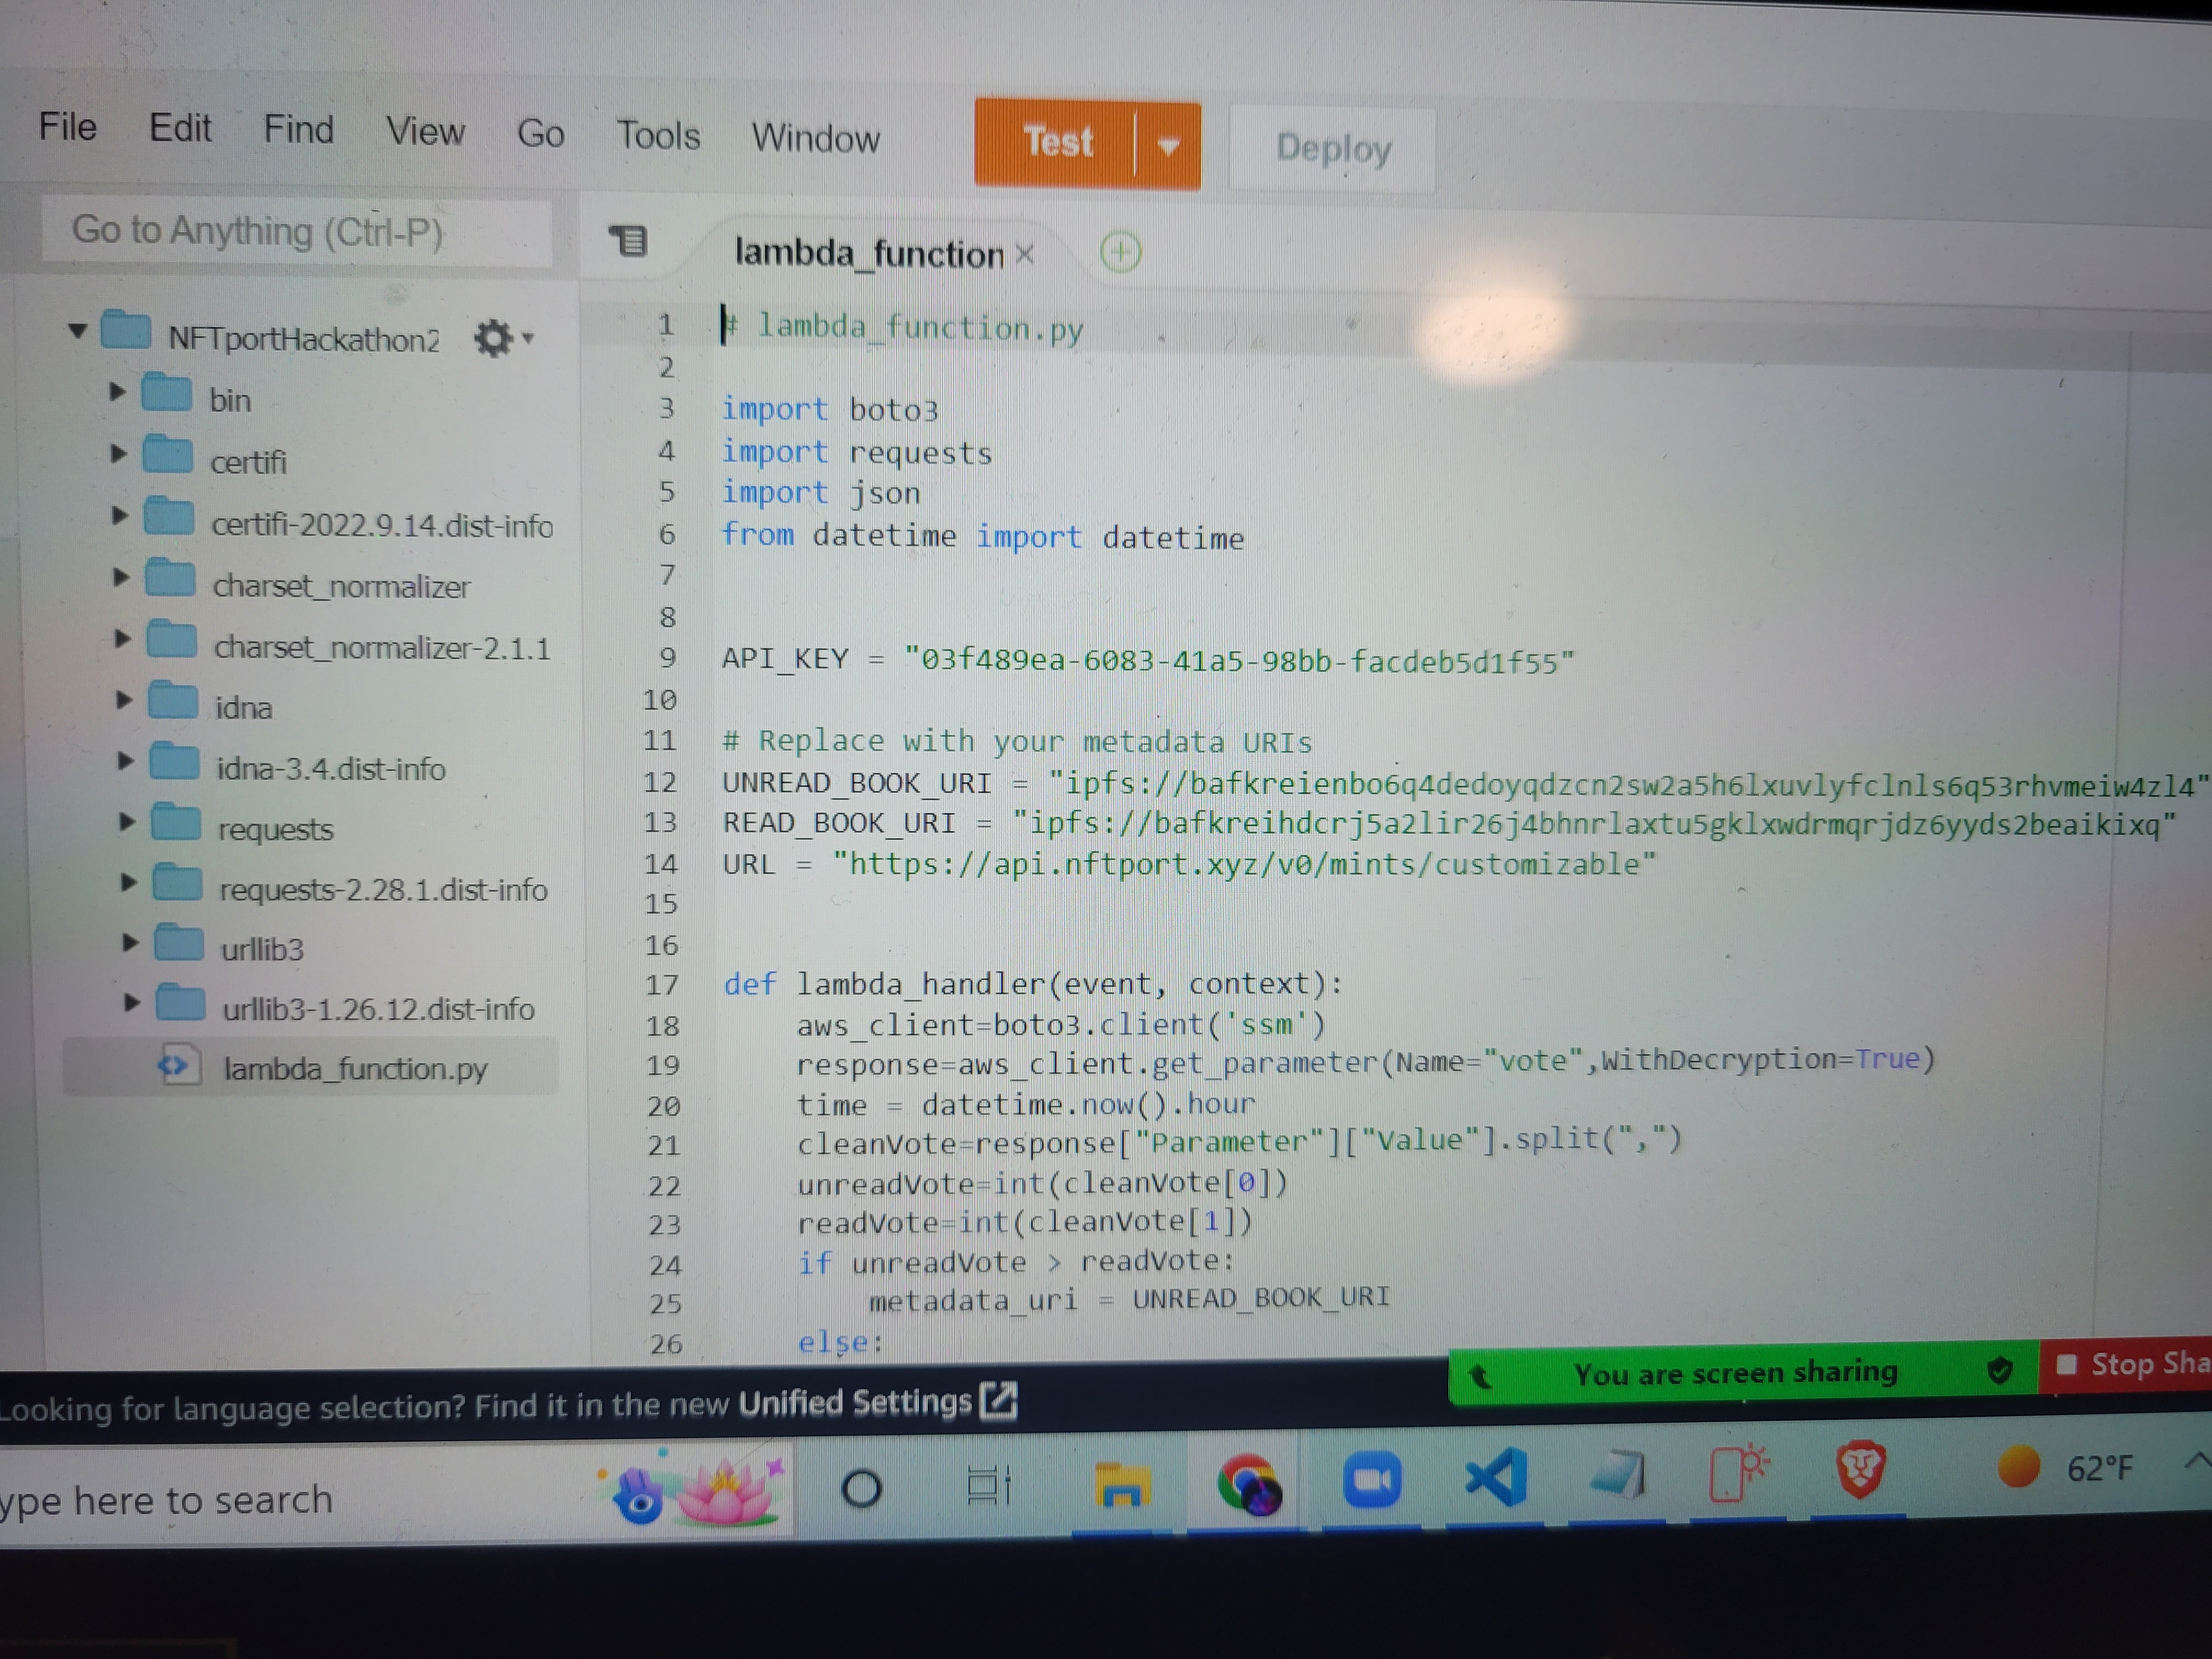 File Edit Find View Go Tools Window Test Deploy
Go to Anything (Ctrl-P)
NFTportHackathon2
bin
certifi
certifi-2022.9.14.dist-info
charset_normalizer
charset_normalizer-2.1.1
idna
idna-3.4.dist-info
requests
requests-2.28.1.dist-info
urllib3
urllib3-1.26.12.dist-info
lambda_function.py
lambda_function ×
1 # lambda_function.py
2
3 import boto3
4 import requests
5 import json
6 from datetime import datetime
7
8
9 API_KEY = "03f489ea-6083-41a5-98bb-facdeb5d1f55"
10
11 # Replace with your metadata URIs
12 UNREAD_BOOK_URI = "ipfs://bafkreienbo6q4dedoyqdzcn2sw2a5h6lxuvlyfclnls6q53rhvmeiw4zl4"
13 READ_BOOK_URI = "ipfs://bafkreihdcrj5a2lir26j4bhnrlaxtu5gklxwdrmqrjdz6yyds2beaikixq"
14 URL = "https://api.nftport.xyz/v0/mints/customizable"
15
16
17 def lambda_handler(event, context):
18     aws_client=boto3.client('ssm')
19     response=aws_client.get_parameter(Name="vote",WithDecryption=True)
20     time = datetime.now().hour
21     cleanVote=response["Parameter"]["Value"].split(",")
22     unreadVote=int(cleanVote[0])
23     readVote=int(cleanVote[1])
24     if unreadVote > readVote:
25         metadata_uri = UNREAD_BOOK_URI
26     else:
You are screen sharing Stop Sha
Looking for language selection? Find it in the new Unified Settings
ype here to search
62°F